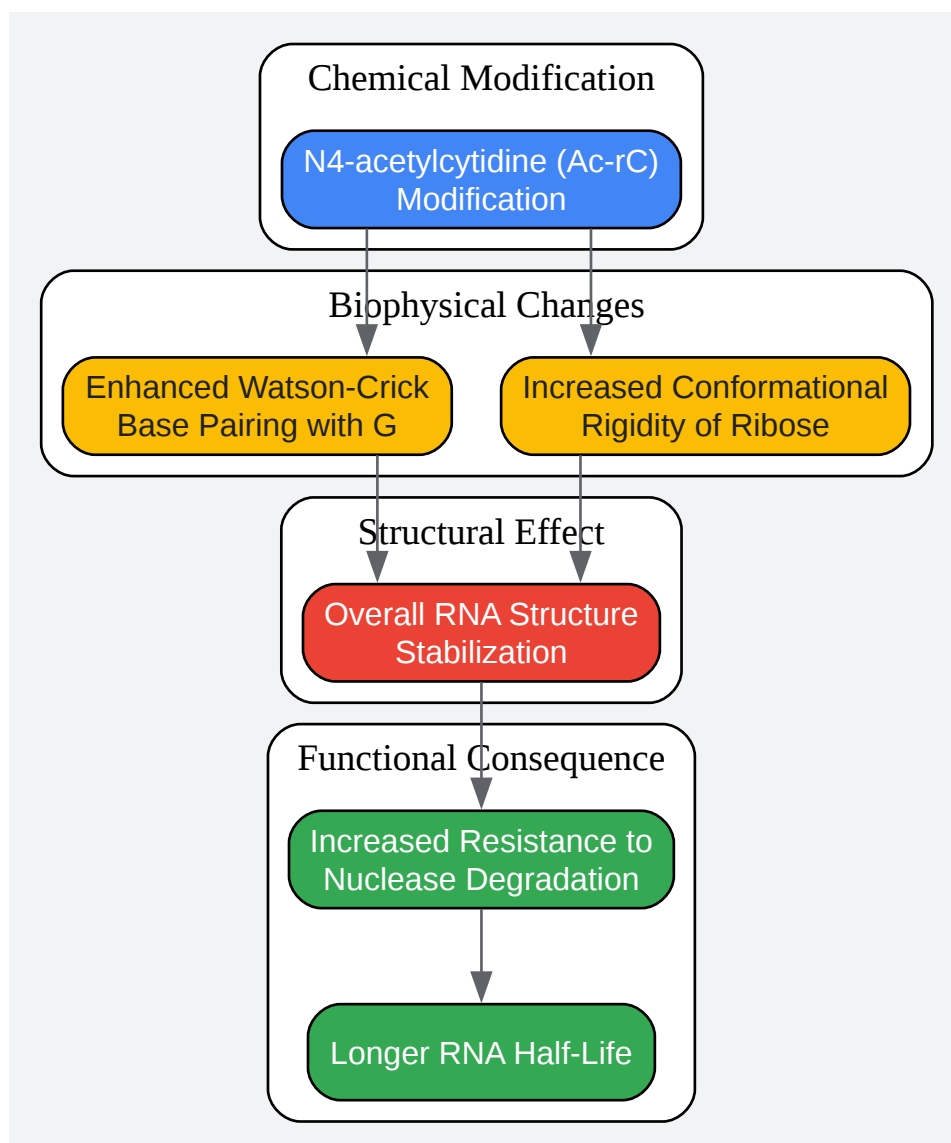 Chemical Modification
N4-acetylcytidine (Ac-rC)
Modification
Biophysical Changes
Enhanced Watson-Crick
Base Pairing with G
Increased Conformational
Rigidity of Ribose
Structural Effect
Overall RNA Structure
Stabilization
Functional Consequence
Increased Resistance to
Nuclease Degradation
Longer RNA Half-Life